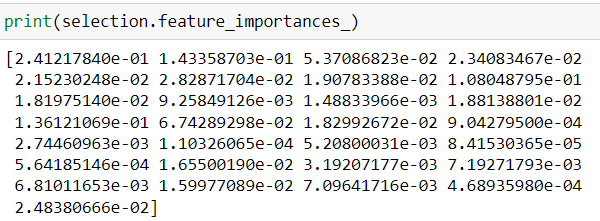 print(selection.feature_importances_)
[2.41217840e-01 1.43358703e-01 5.37086823e-02 2.34083467e-02
2.15230248e-02 2.82871704e-02 1.90783388e-02 1.08048795e-01
1.81975140e-02 9.25849126e-03 1.48833966e-03 1.88138801e-02
1.36121069e-01 6.74289298e-02 1.82992672e-02 9.04279500e-04
2.74460963e-03 1.10326065e-04 5.20800031e-03 8.41530365e-05
5.64185146e-04 1.65500190e-02 3.19207177e-03 7.19271793e-03
6.81011653e-03 1.59977089e-02 7.09641716e-03 4.68935980e-04
2.48380666e-02]